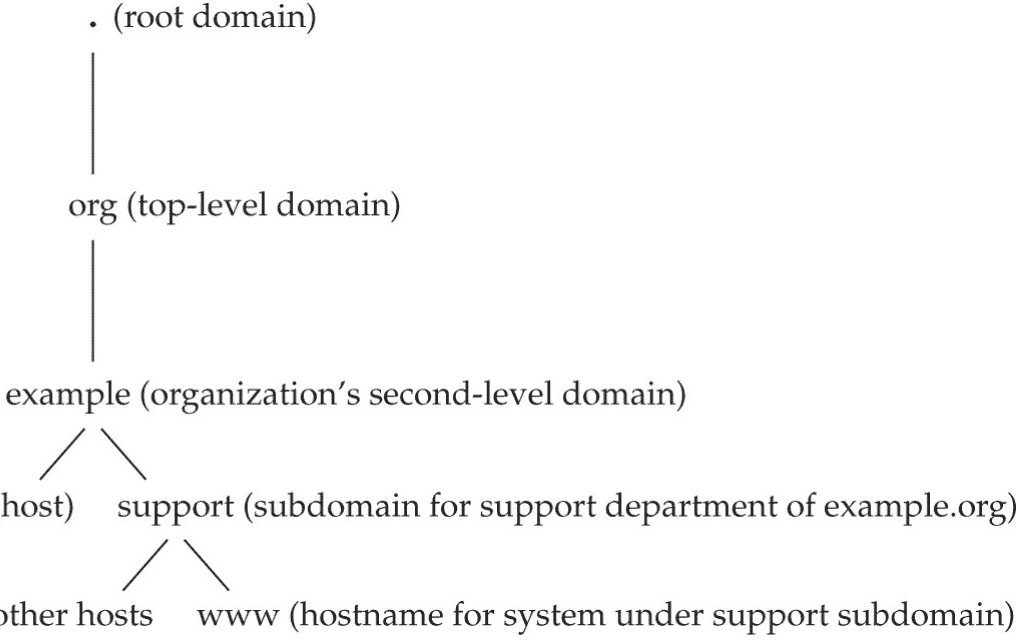 . (root domain)
org (top-level domain)
example (organization’s second-level domain)
host) support (subdomain for support department of example.org)
other hosts www (hostname for system under support subdomain)